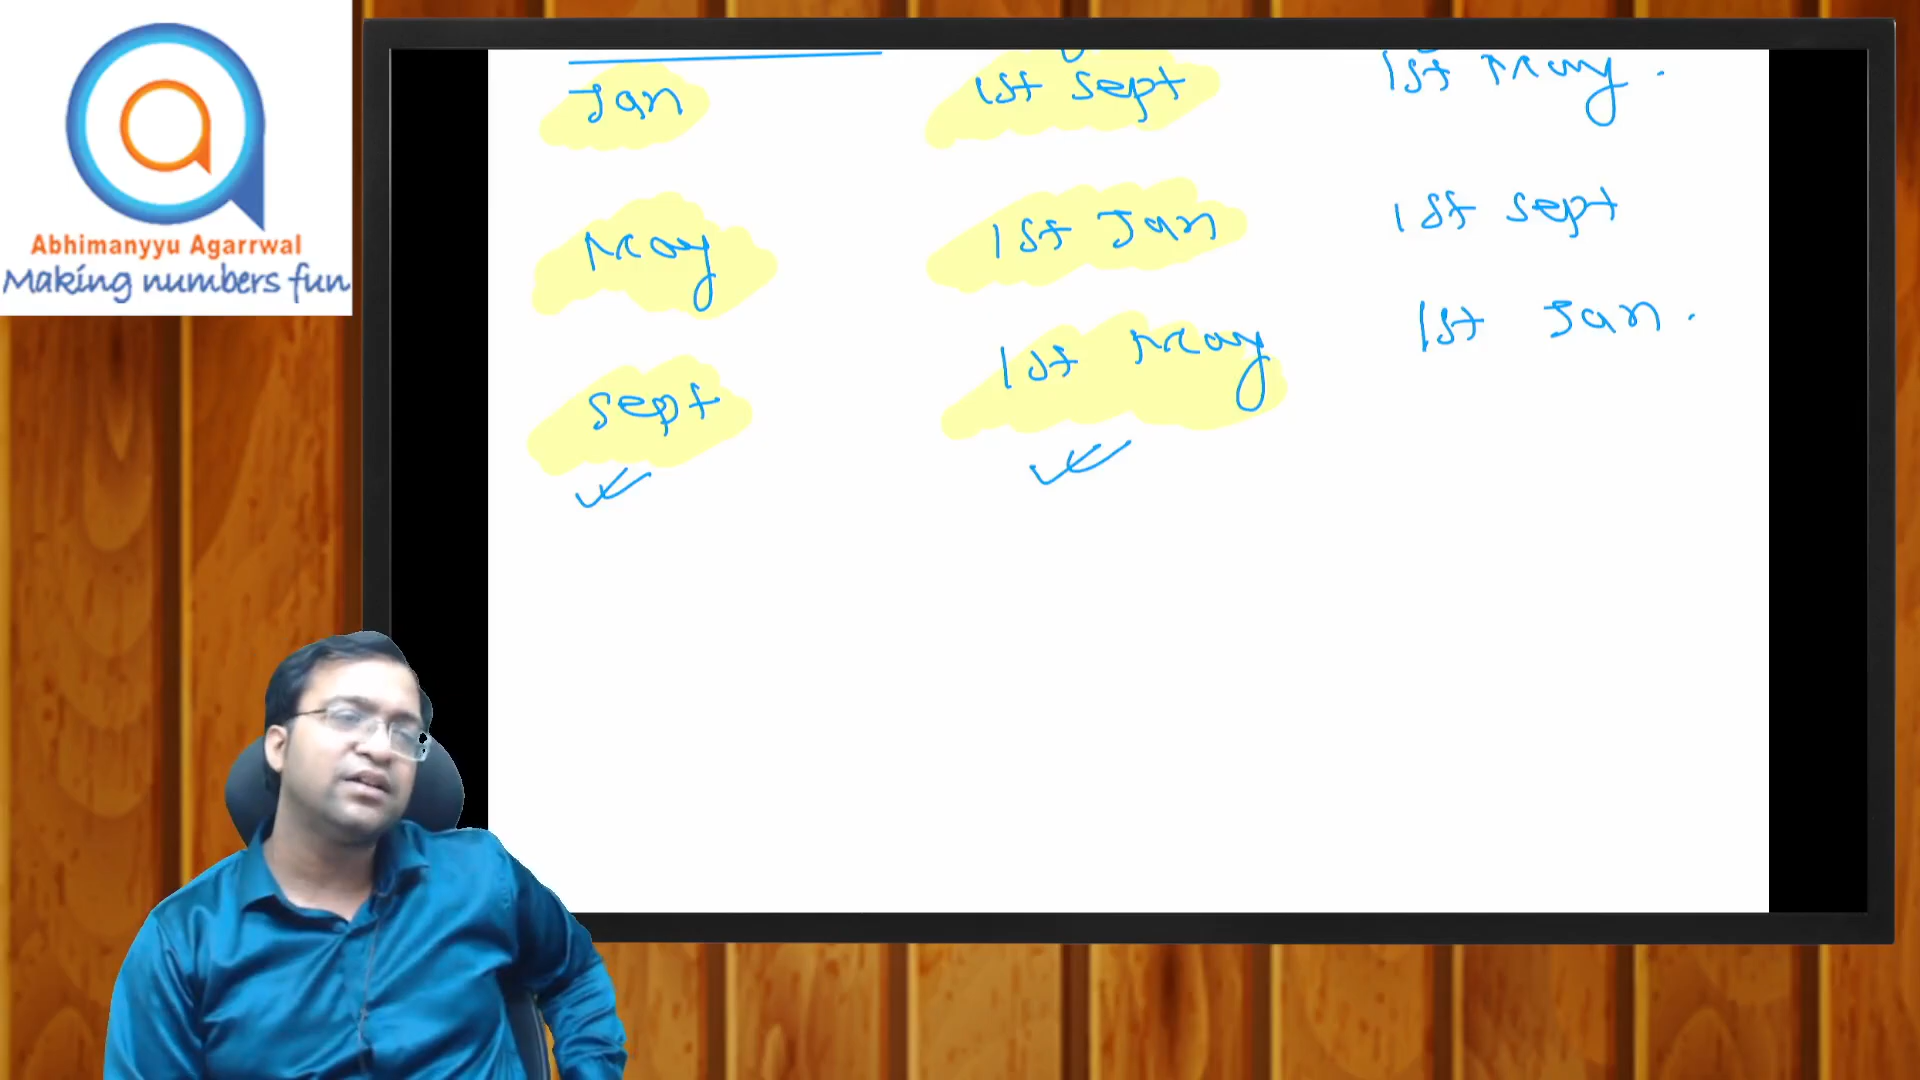 Abhimanyyu Agarrwal
Making numbers fun
Jan 1st Sept 1st May.
May 1st Jan 1st Sept
Sept 1st May 1st Jan.